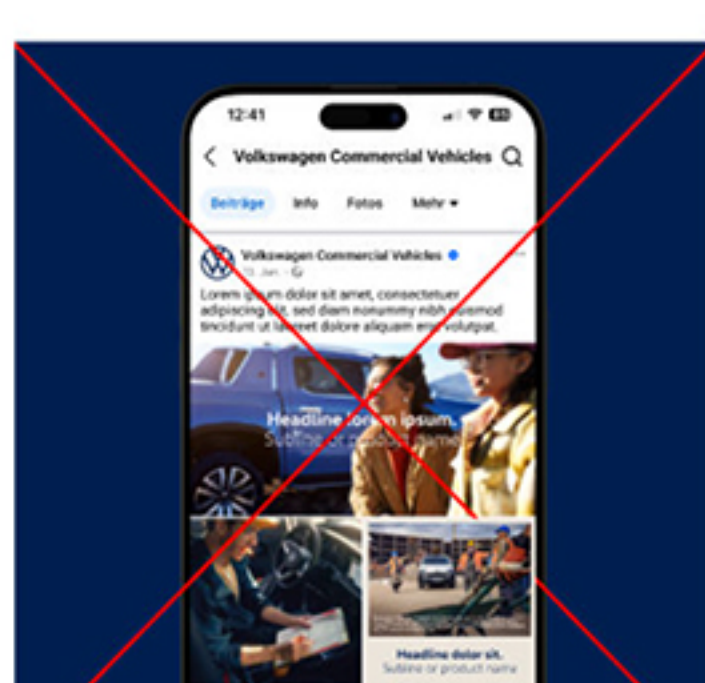 12:41
Volkswagen Commercial Vehicles
Beiträge Info Fotos Mehr
Volkswagen Commercial Vehicles
13. Jan.
Lorem ipsum dolor sit amet, consectetuer
adipiscing elit, sed diam nonummy nibh euismod
tincidunt ut laoreet dolore aliquam erat volutpat.
Headline lorem ipsum.
Subline or product name
Headline dolor sit.
Subline or product name